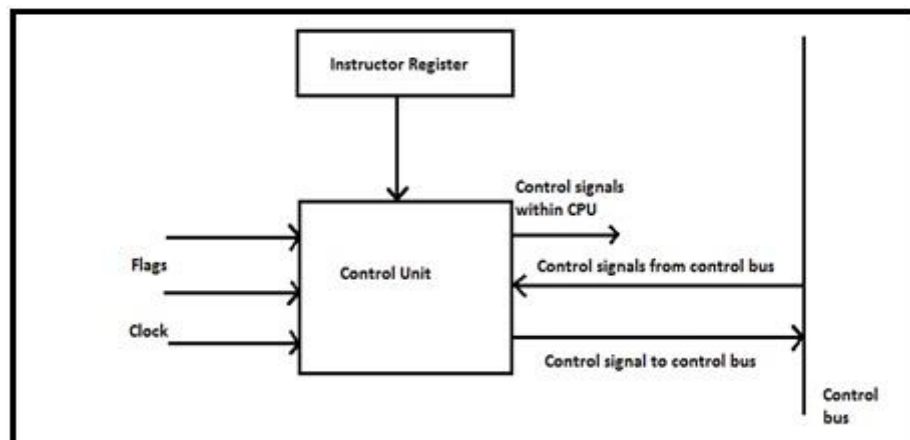 Instructor Register
Control signals
within CPU
Flags
Control Unit
Control signals from control bus
Clock
Control signal to control bus
Control
bus